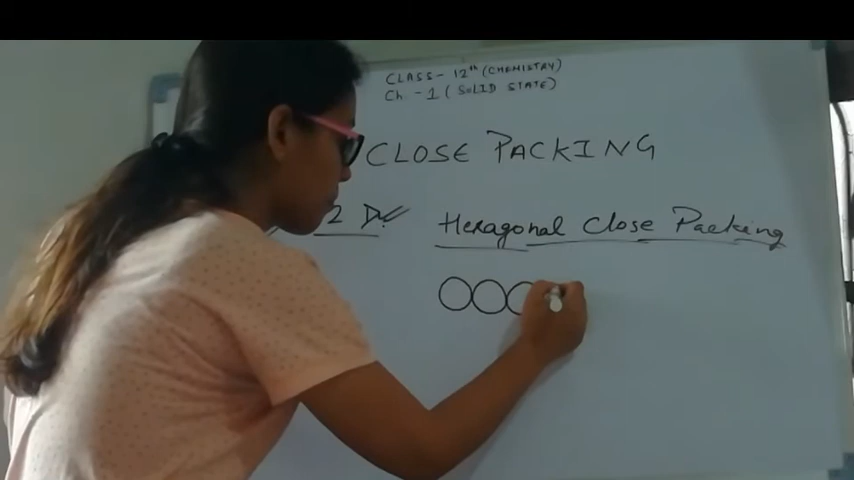 CLASS- 12th (CHEMISTRY)
Ch. -1 (SOLID STATE)
CLOSE PACKING
2 D
Hexagonal Close Packing